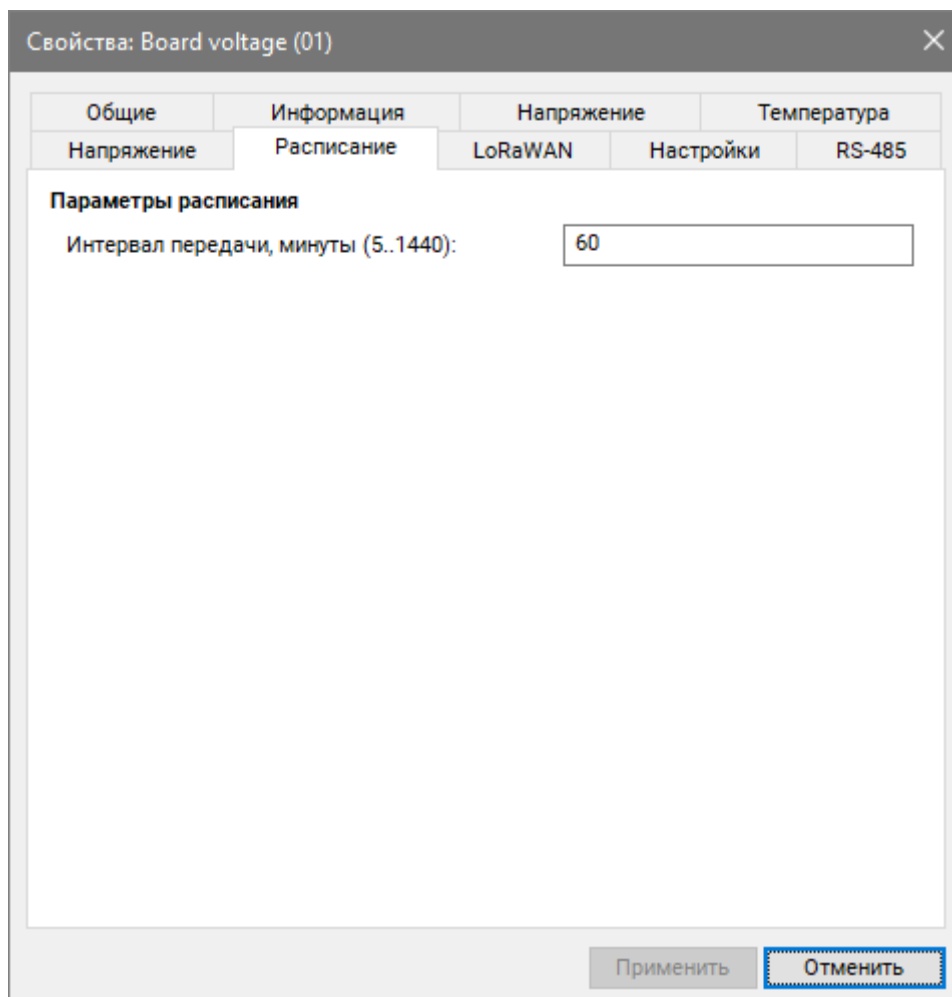 Свойства: Board voltage (01)
Общие Информация Напряжение Температура
Напряжение Расписание LoRaWAN Настройки RS-485
Параметры расписания
Интервал передачи, минуты (5..1440): 60
Применить Отменить